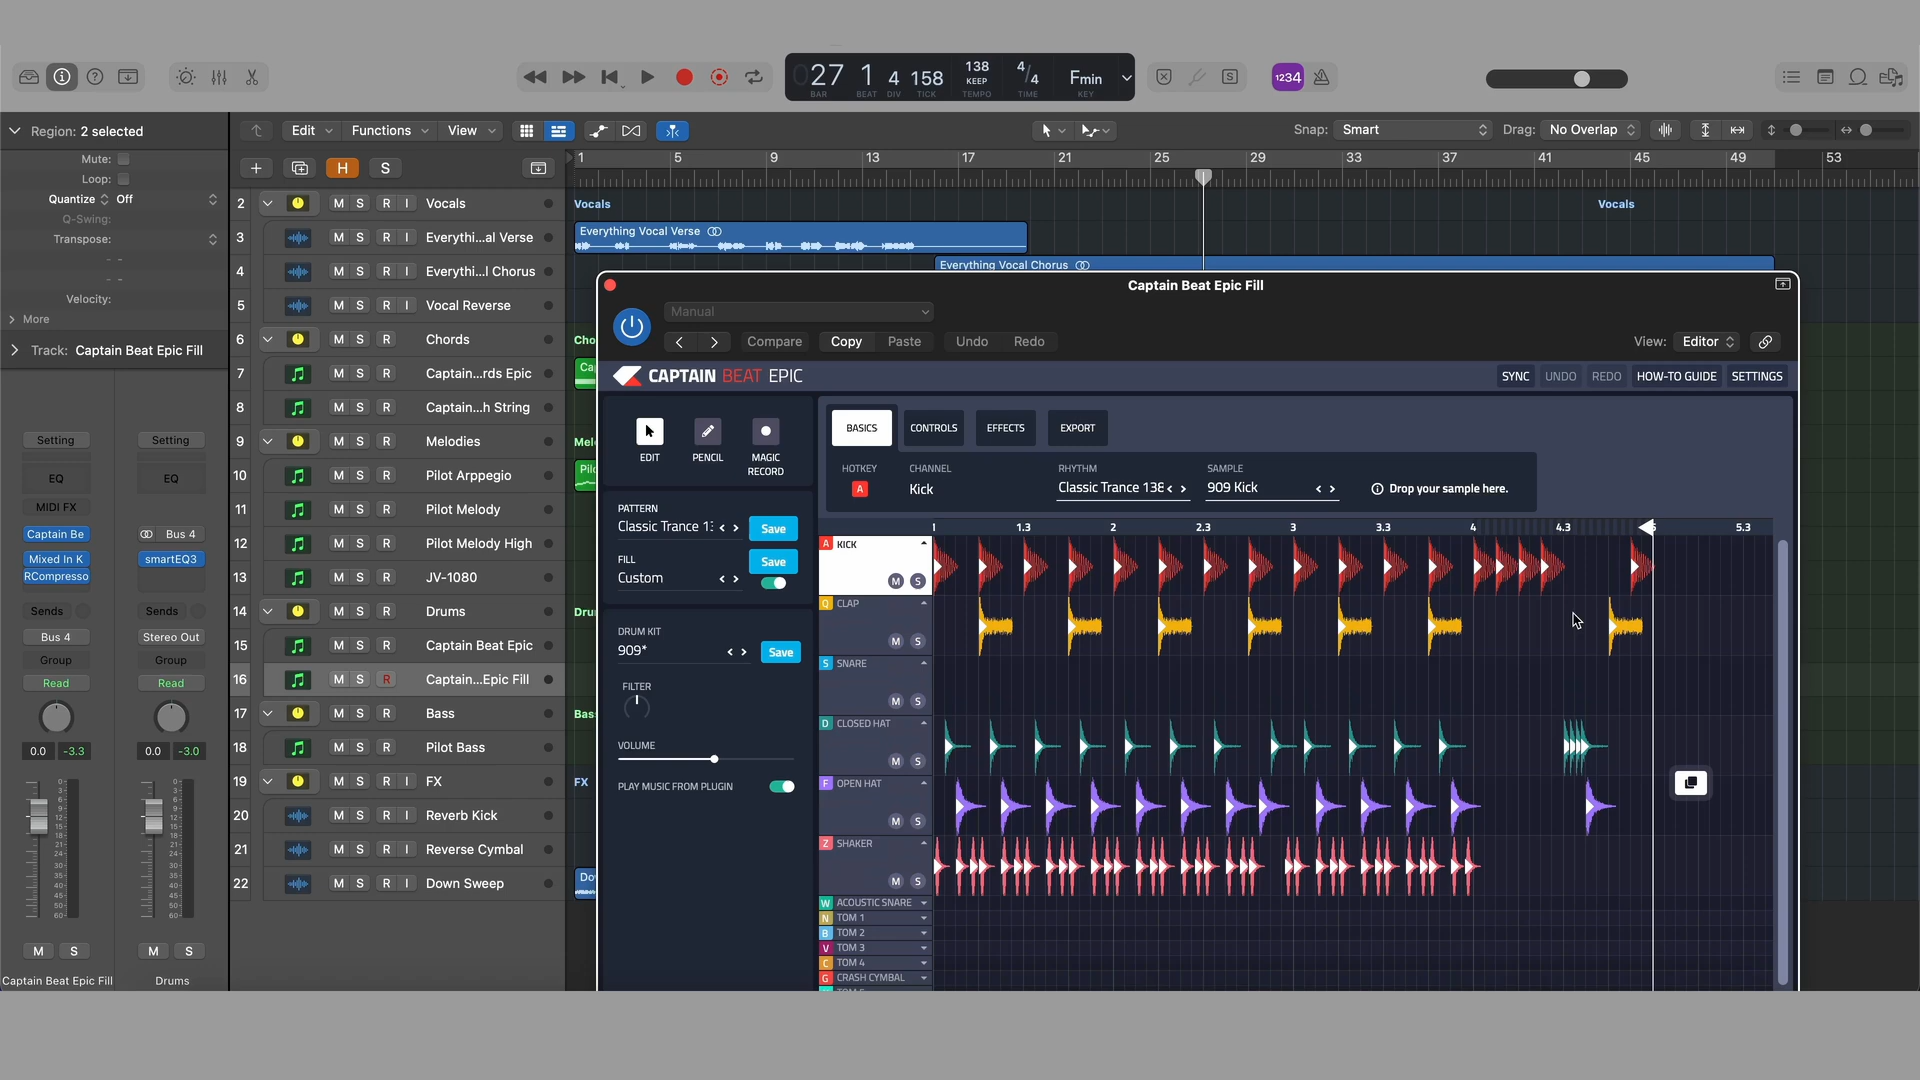 27 1 4 158 138 KEEP 4/4 Fmin
BAR BEAT DIV TICK TEMPO TIME KEY
1234
S
Region: 2 selected
Edit Functions View
Snap: Smart
Drag: No Overlap
Mute:
Loop:
Quantize Off
Q-Swing:
Transpose:
Velocity:
More
Track: Captain Beat Epic Fill
H S
1 5 9 13 17 21 25 29 33 37 41 45 49 53
2 M S R I Vocals
Vocals
Vocals
3 M S R I Everythi...al Verse
Everything Vocal Verse
4 M S R I Everythi...l Chorus
Everything Vocal Chorus
5 M S R I Vocal Reverse
6 M S R Chords
Cho
7 M S R Captain...rds Epic
Ca
8 M S R Captain...h String
9 M S R Melodies
Mel
10 M S R Pilot Arppegio
Pilo
11 M S R Pilot Melody
12 M S R Pilot Melody High
13 M S R JV-1080
14 M S R Drums
Dru
15 M S R Captain Beat Epic
16 M S R Captain...Epic Fill
17 M S R Bass
Bas
18 M S R Pilot Bass
19 M S R FX
FX
20 M S R I Reverb Kick
21 M S R I Reverse Cymbal
22 M S R I Down Sweep
Do
Setting Setting
EQ EQ
MIDI FX
Captain Be Bus 4
Mixed In K smartEQ3
RCompresso
Sends Sends
Bus 4 Stereo Out
Group Group
Read Read
0.0 -3.3 0.0 -3.0
M S M S
Captain Beat Epic Fill Drums
Captain Beat Epic Fill
Manual
Compare Copy Paste Undo Redo
View: Editor
CAPTAIN BEAT EPIC
SYNC UNDO REDO HOW-TO GUIDE SETTINGS
EDIT PENCIL MAGIC RECORD
BASICS CONTROLS EFFECTS EXPORT
HOTKEY CHANNEL RHYTHM SAMPLE
A Kick Classic Trance 138 909 Kick Drop your sample here.
PATTERN
Classic Trance 13 Save
FILL
Custom Save
DRUM KIT
909* Save
FILTER
VOLUME
PLAY MUSIC FROM PLUGIN
1 1.3 2 2.3 3 3.3 4 4.3 5 5.3
A KICK
M S
Q CLAP
M S
S SNARE
M S
D CLOSED HAT
M S
F OPEN HAT
M S
Z SHAKER
M S
W ACOUSTIC SNARE
N TOM 1
B TOM 2
V TOM 3
C TOM 4
G CRASH CYMBAL